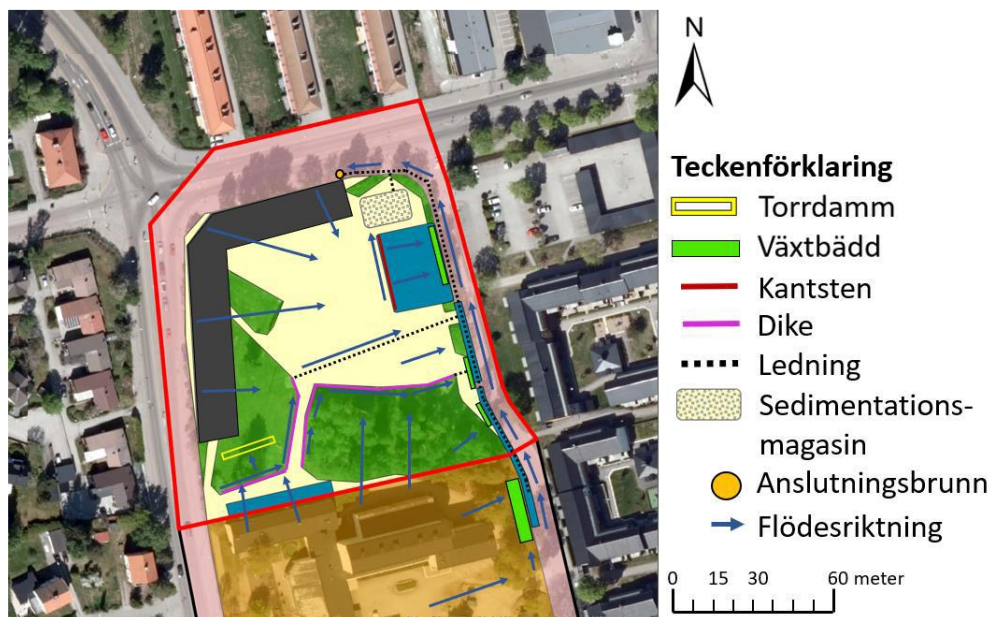 N
Teckenförklaring
Torrdamm
Växtbädd
Kantsten
Dike
Ledning
Sedimentations-
magasin
Anslutningsbrunn
Flödesriktning
0 15 30 60 meter